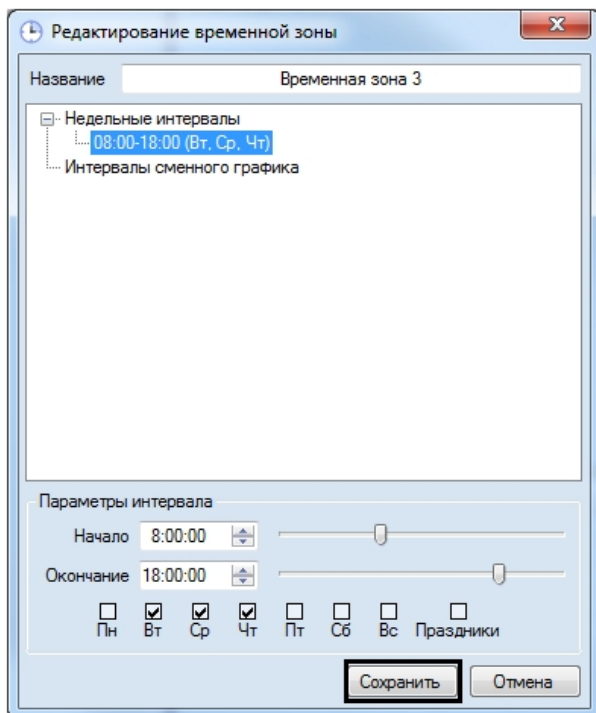 Редактирование временной зоны
Название Временная зона 3
Недельные интервалы
08:00-18:00 (Вт, Ср, Чт)
Интервалы сменного графика
Параметры интервала
Начало 8:00:00
Окончание 18:00:00
Пн Вт Ср Чт Пт Сб Вс Праздники
Сохранить Отмена